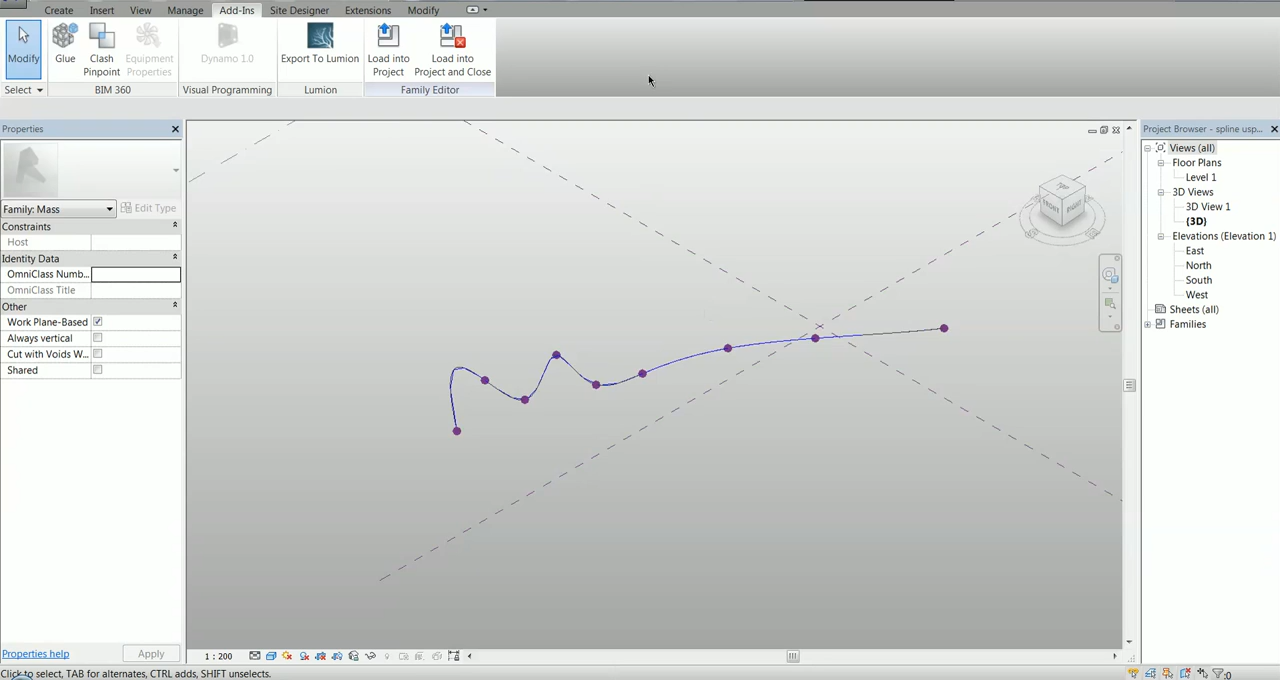 Create Insert View Manage Add-Ins Site Designer Extensions Modify
Modify Glue Clash Pinpoint Equipment Properties Dynamo 1.0 Export To Lumion Load into Project Load into Project and Close
Select BIM 360 Visual Programming Lumion Family Editor
Properties
Family: Mass Edit Type
Constraints
Host
Identity Data
OmniClass Numb...
OmniClass Title
Other
Work Plane-Based
Always vertical
Cut with Voids W...
Shared
Properties help Apply
TOP
FRONT RIGHT
1 : 200
Project Browser - spline usp...
Views (all)
Floor Plans
Level 1
3D Views
3D View 1
{3D}
Elevations (Elevation 1)
East
North
South
West
Sheets (all)
Families
Click to select, TAB for alternates, CTRL adds, SHIFT unselects.
:0